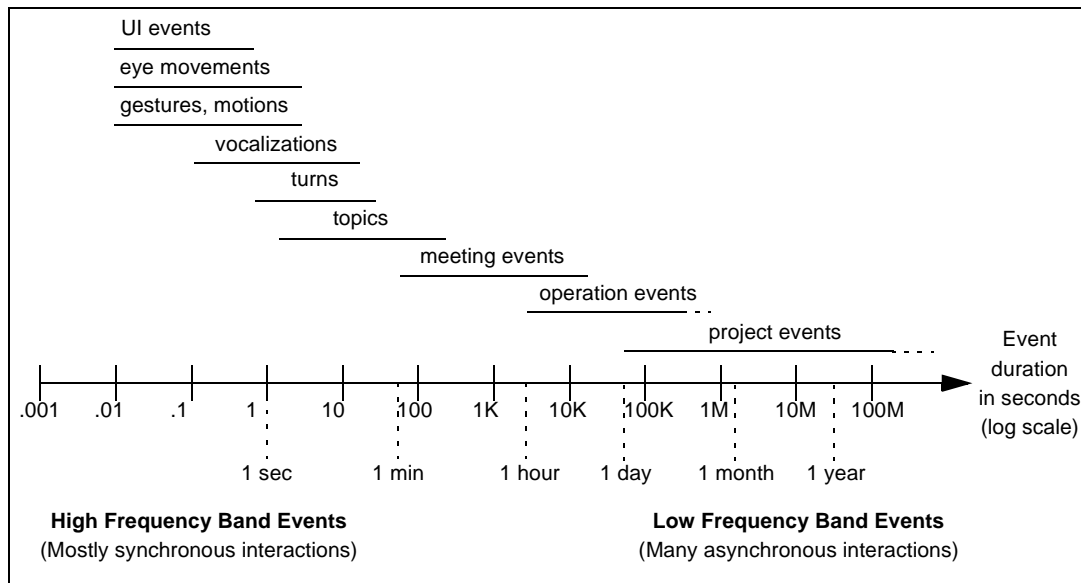 UI events
eye movements
gestures, motions
vocalizations
turns
topics
meeting events
operation events
project events
Event
duration
in seconds
(log scale)
.001 .01 .1 1 10 100 1K 10K 100K 1M 10M 100M
1 sec 1 min 1 hour 1 day 1 month 1 year
High Frequency Band Events
(Mostly synchronous interactions)
Low Frequency Band Events
(Many asynchronous interactions)